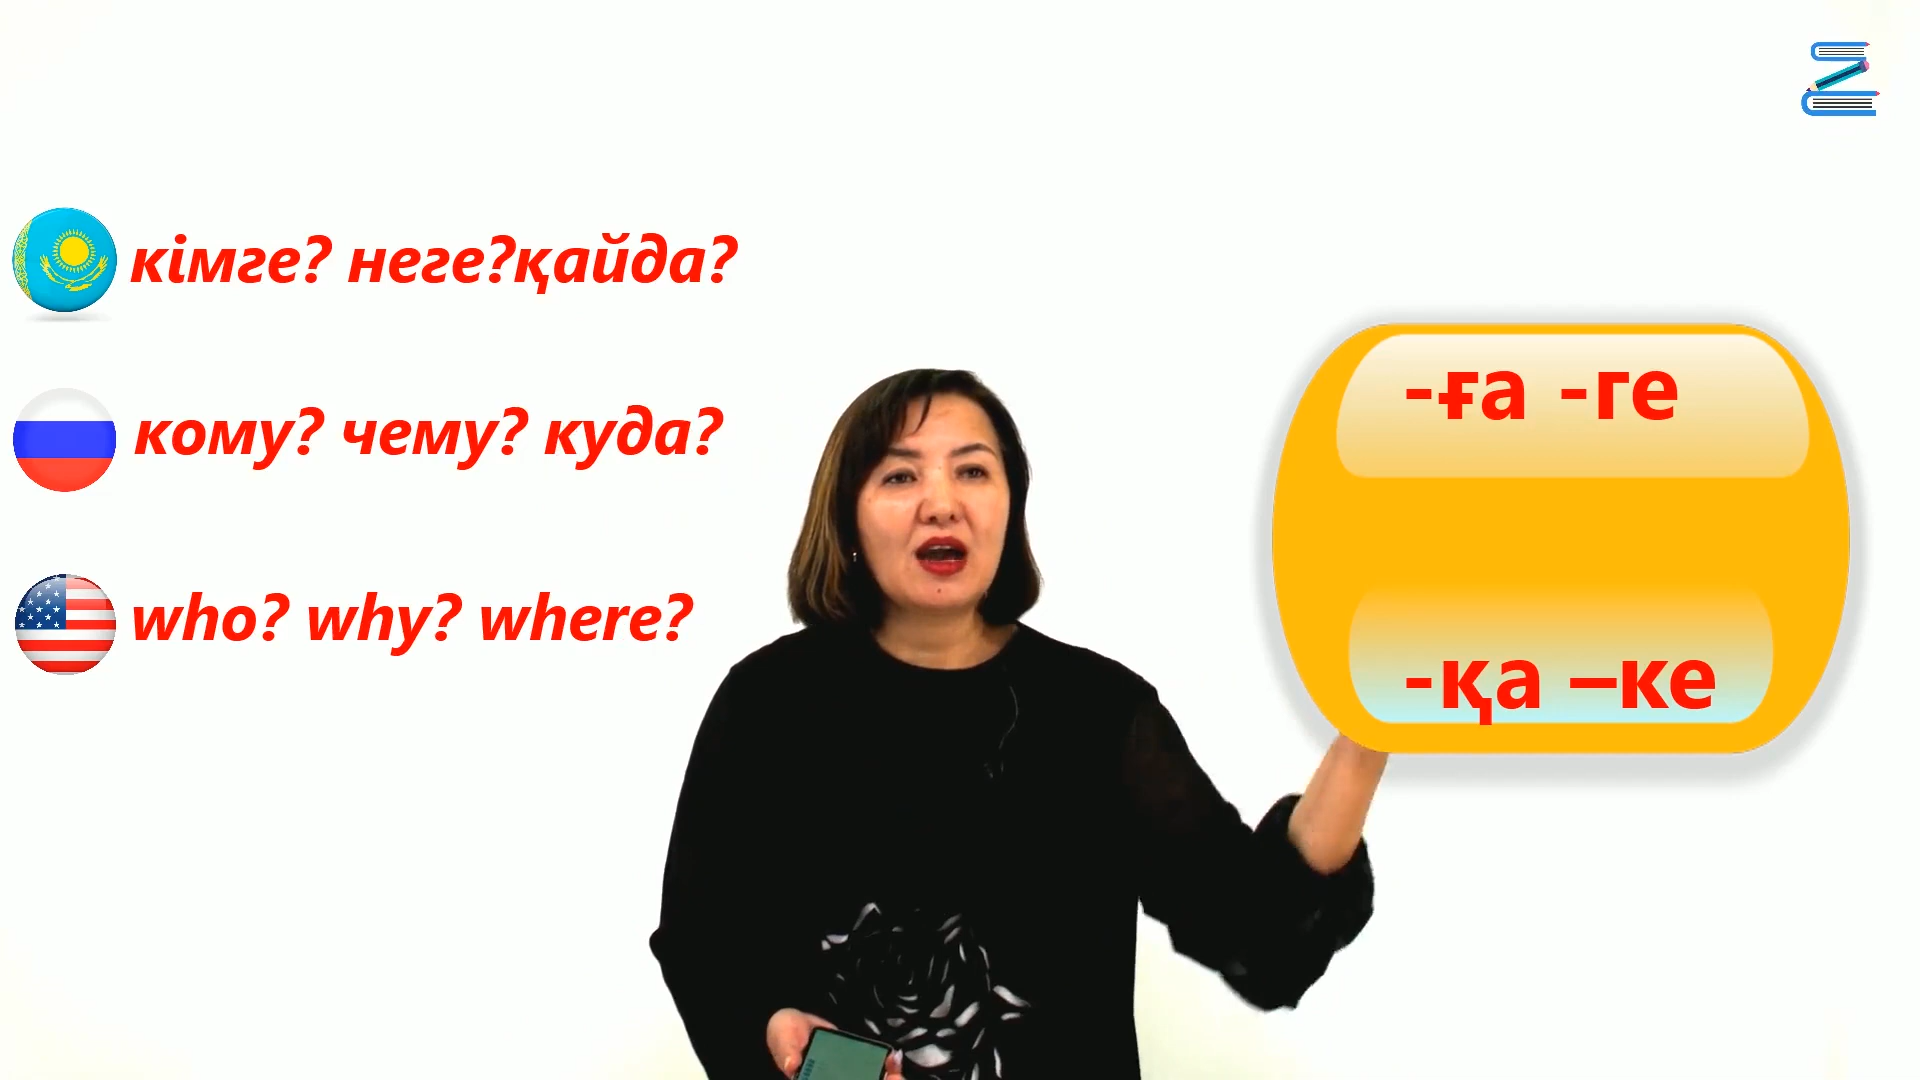 кімге? неге?қайда?
кому? чему? куда?
who? why? where?
-ға -ге
-қа –ке